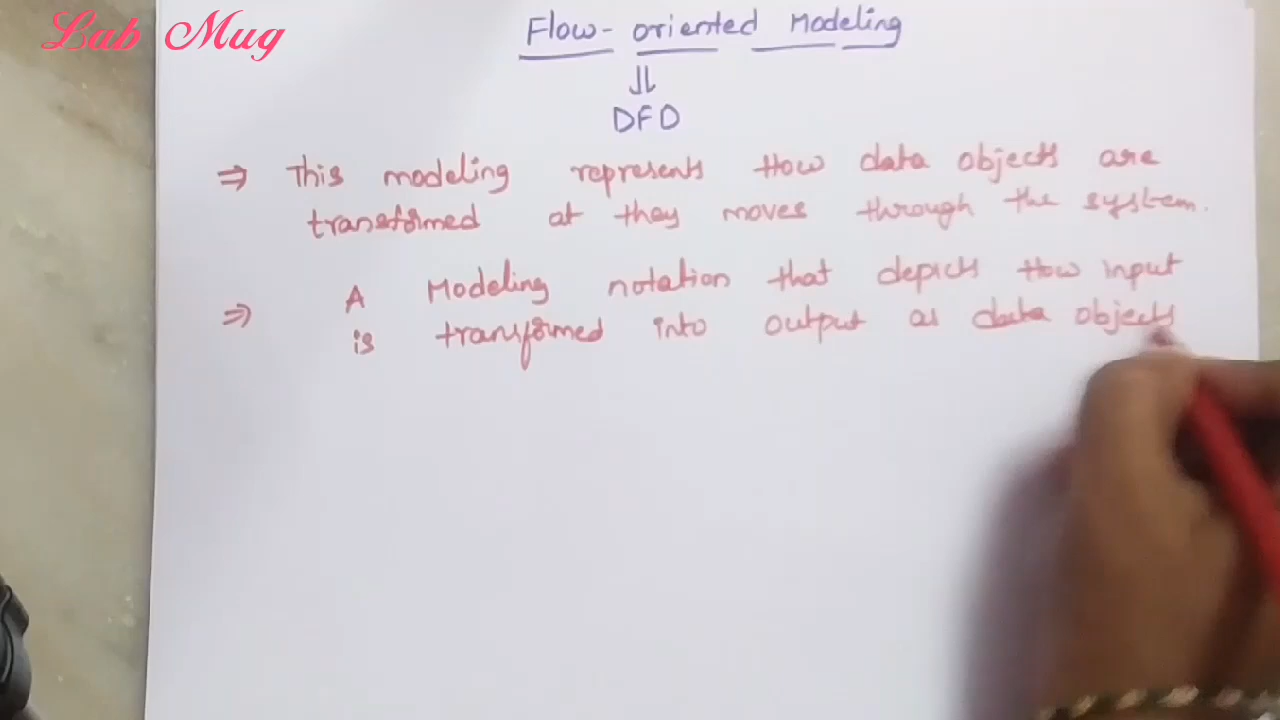 Lab Mug
Flow-oriented Modeling
⇓
DFD
⇒ This modeling represents How data objects are
transformed at they moves through the system.
⇒ A Modeling notation that depicts How input
is transformed into output as data objects